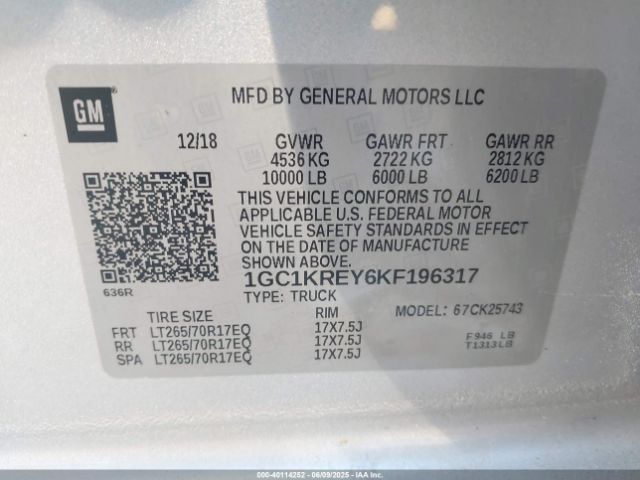 GM
MFD BY GENERAL MOTORS LLC
12/18 GVWR GAWR FRT GAWR RR
4536 KG 2722 KG 2812 KG
10000 LB 6000 LB 6200 LB
THIS VEHICLE CONFORMS TO ALL
APPLICABLE U.S. FEDERAL MOTOR
VEHICLE SAFETY STANDARDS IN EFFECT
ON THE DATE OF MANUFACTURE
SHOWN ABOVE.
1GC1KREY6KF196317
636R
TYPE: TRUCK
MODEL: 67CK25743
TIRE SIZE RIM
FRT LT265/70R17EQ 17X7.5J
RR LT265/70R17EQ 17X7.5J
SPA LT265/70R17EQ 17X7.5J
F946 LB
T1313LB
000-40114252 - 06/09/2025 - IAA Inc.